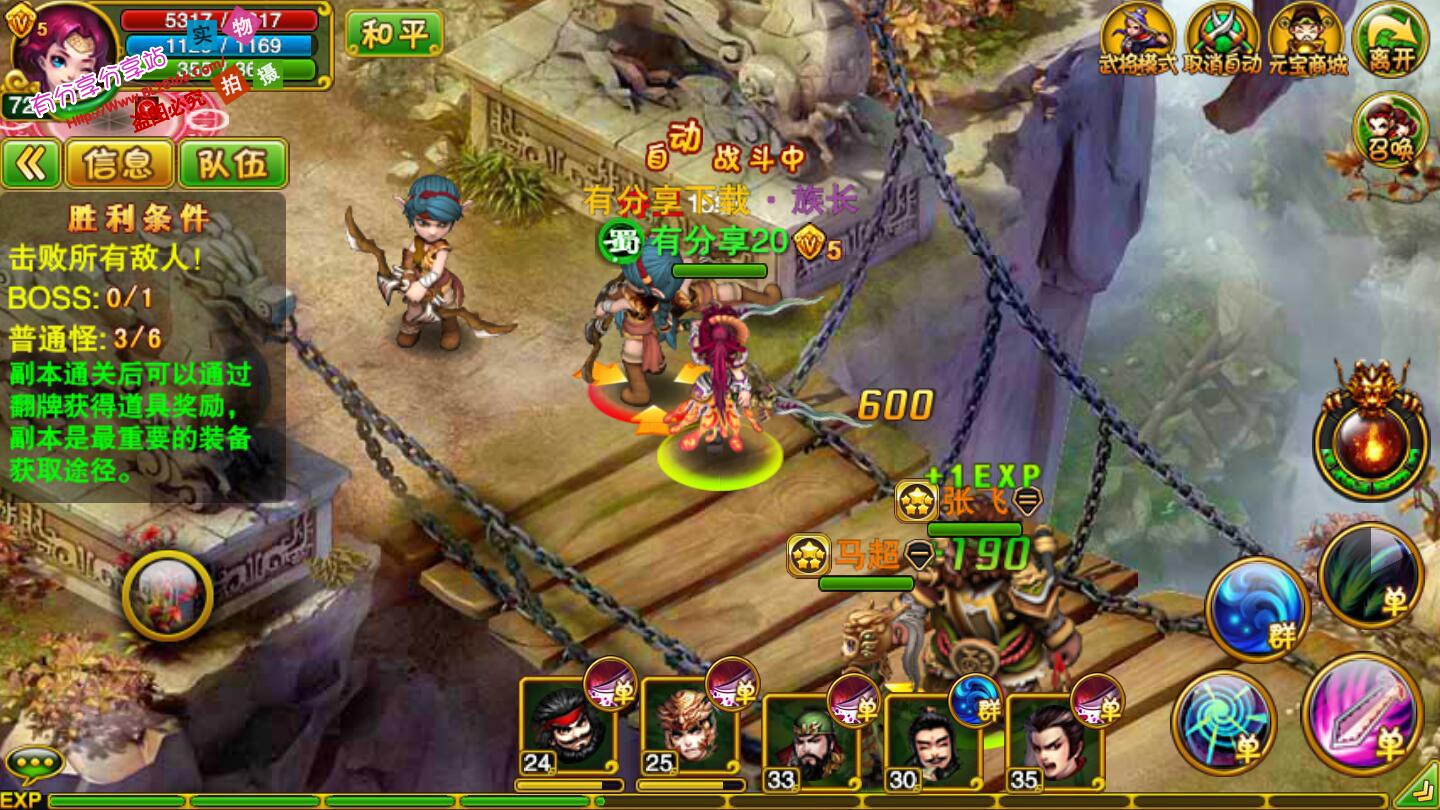 5
5317 / 5317
/ 1169
和平
实物拍摄
有分享分享站
盗图必究
武将模式
取消自动
元宝商城
离开
召唤
信息
队伍
胜利条件
击败所有敌人！
BOSS: 0/1
普通怪: 3/6
副本通关后可以通过
翻牌获得道具奖励，
副本是最重要的装备
获取途径。
自动战斗中
有分享下载·族长
蜀 有分享20 V 5
600
+1EXP
张飞
马超
-190
单
群
单
单
单
单
单
群
单
24
25
33
30
35
EXP